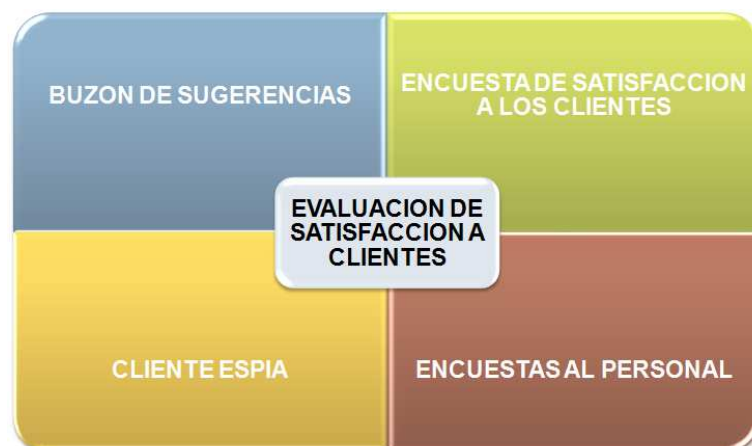 BUZON DE SUGERENCIAS
ENCUESTA DE SATISFACCION
A LOS CLIENTES
EVALUACION DE
SATISFACCION A
CLIENTES
CLIENTE ESPIA
ENCUESTAS AL PERSONAL